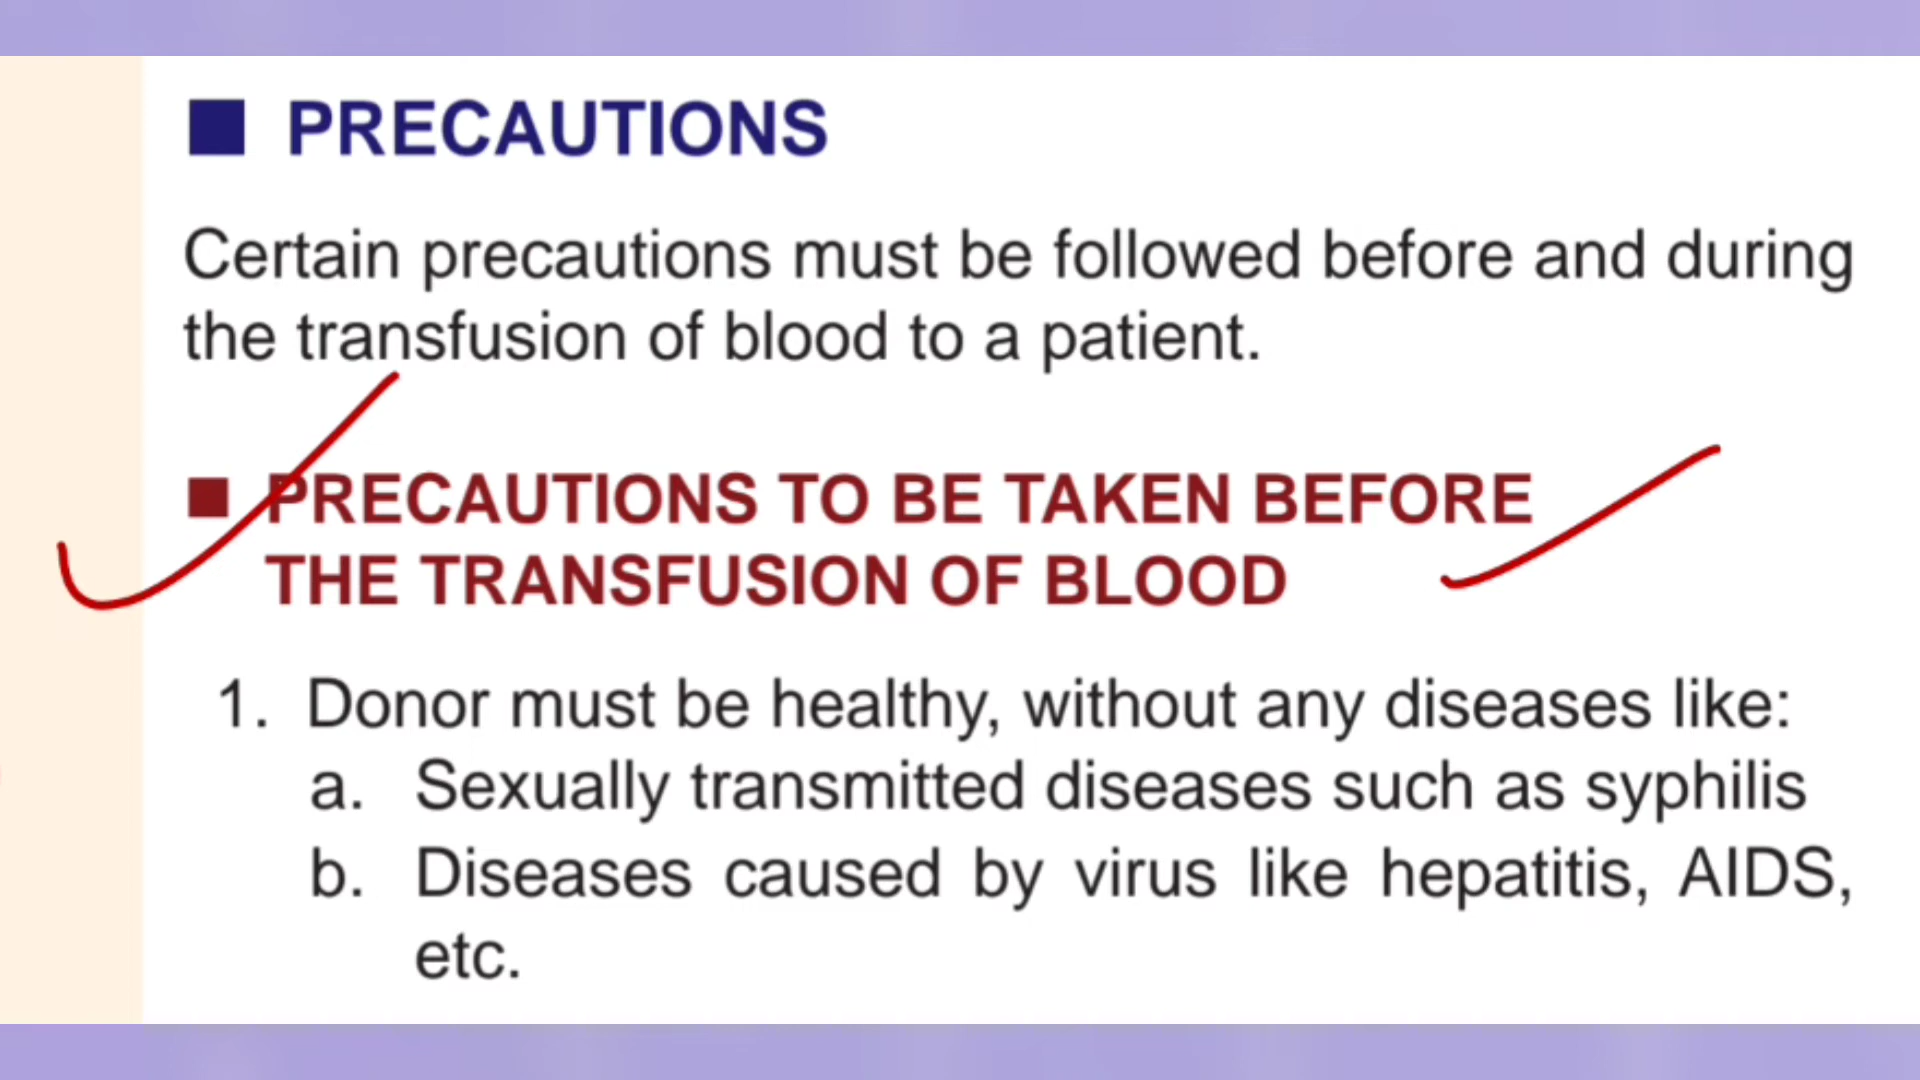 PRECAUTIONS
Certain precautions must be followed before and during
the transfusion of blood to a patient.
PRECAUTIONS TO BE TAKEN BEFORE
THE TRANSFUSION OF BLOOD
1. Donor must be healthy, without any diseases like:
a. Sexually transmitted diseases such as syphilis
b. Diseases caused by virus like hepatitis, AIDS,
etc.